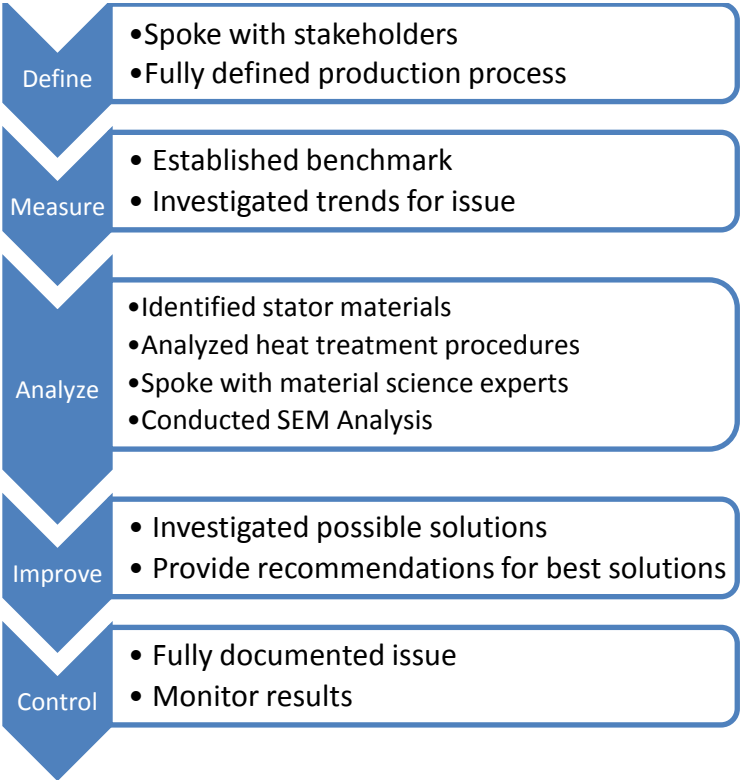 Define
•Spoke with stakeholders
•Fully defined production process
Measure
• Established benchmark
• Investigated trends for issue
Analyze
•Identified stator materials
•Analyzed heat treatment procedures
•Spoke with material science experts
•Conducted SEM Analysis
Improve
• Investigated possible solutions
• Provide recommendations for best solutions
Control
• Fully documented issue
• Monitor results